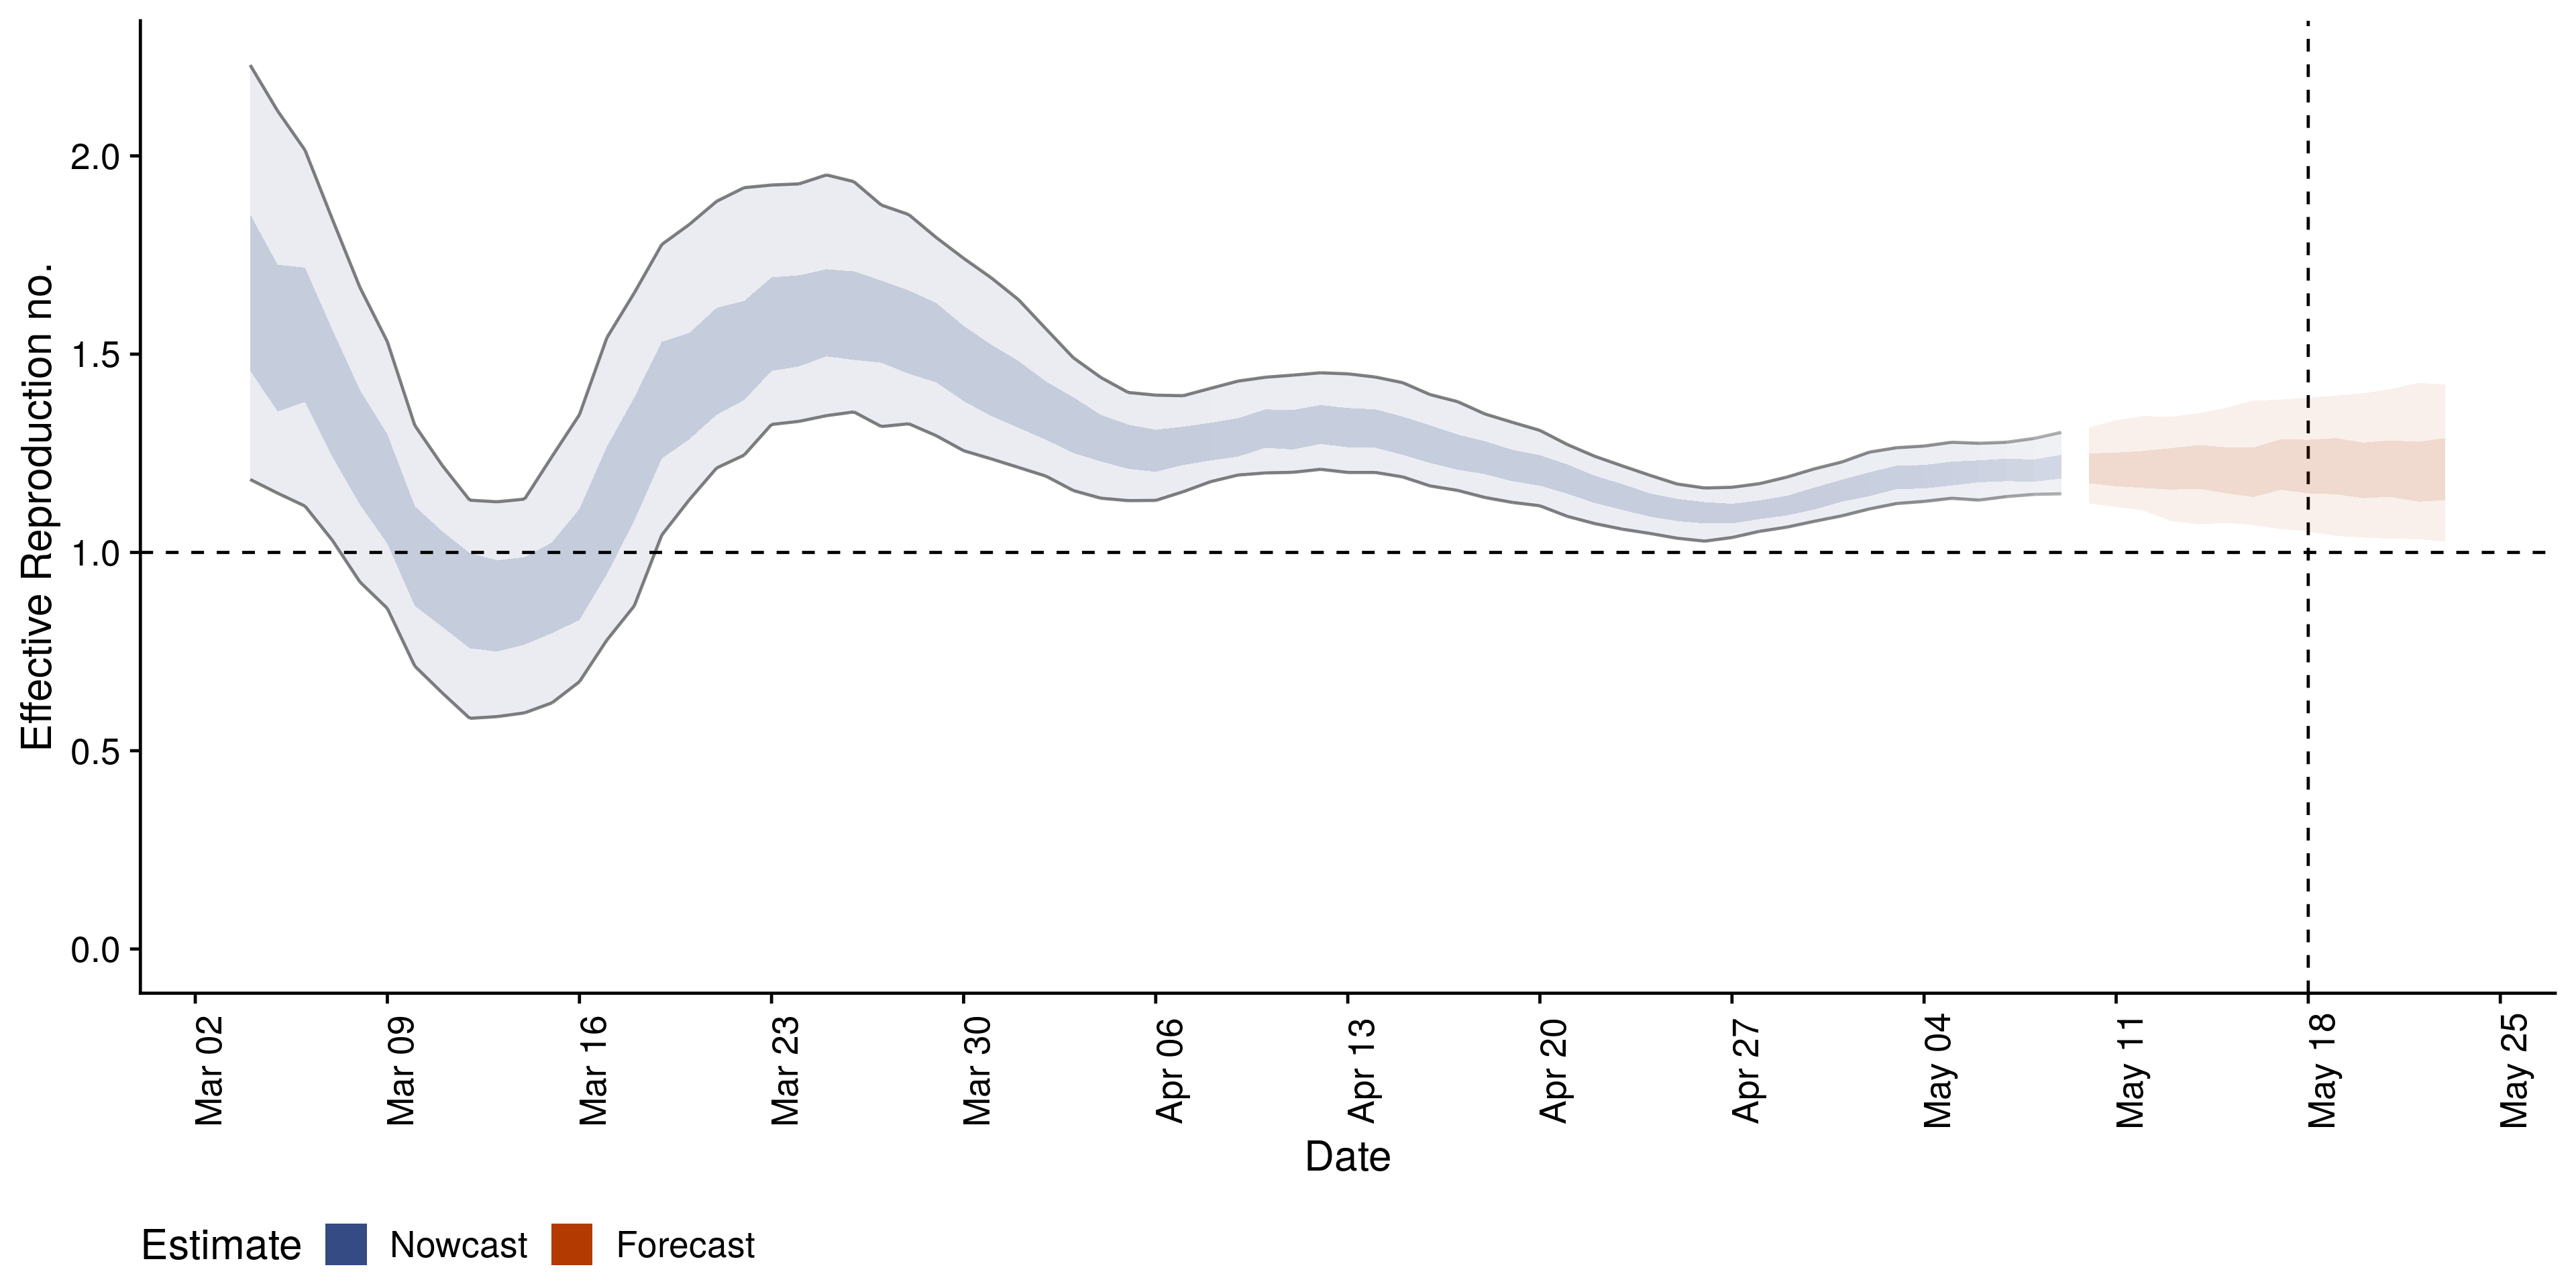 Effective Reproduction no.
2.0
1.5
1.0
0.5
0.0
Mar 02
Mar 09
Mar 16
Mar 23
Mar 30
Apr 06
Apr 13
Apr 20
Apr 27
May 04
May 11
May 18
May 25
Date
Estimate Nowcast Forecast